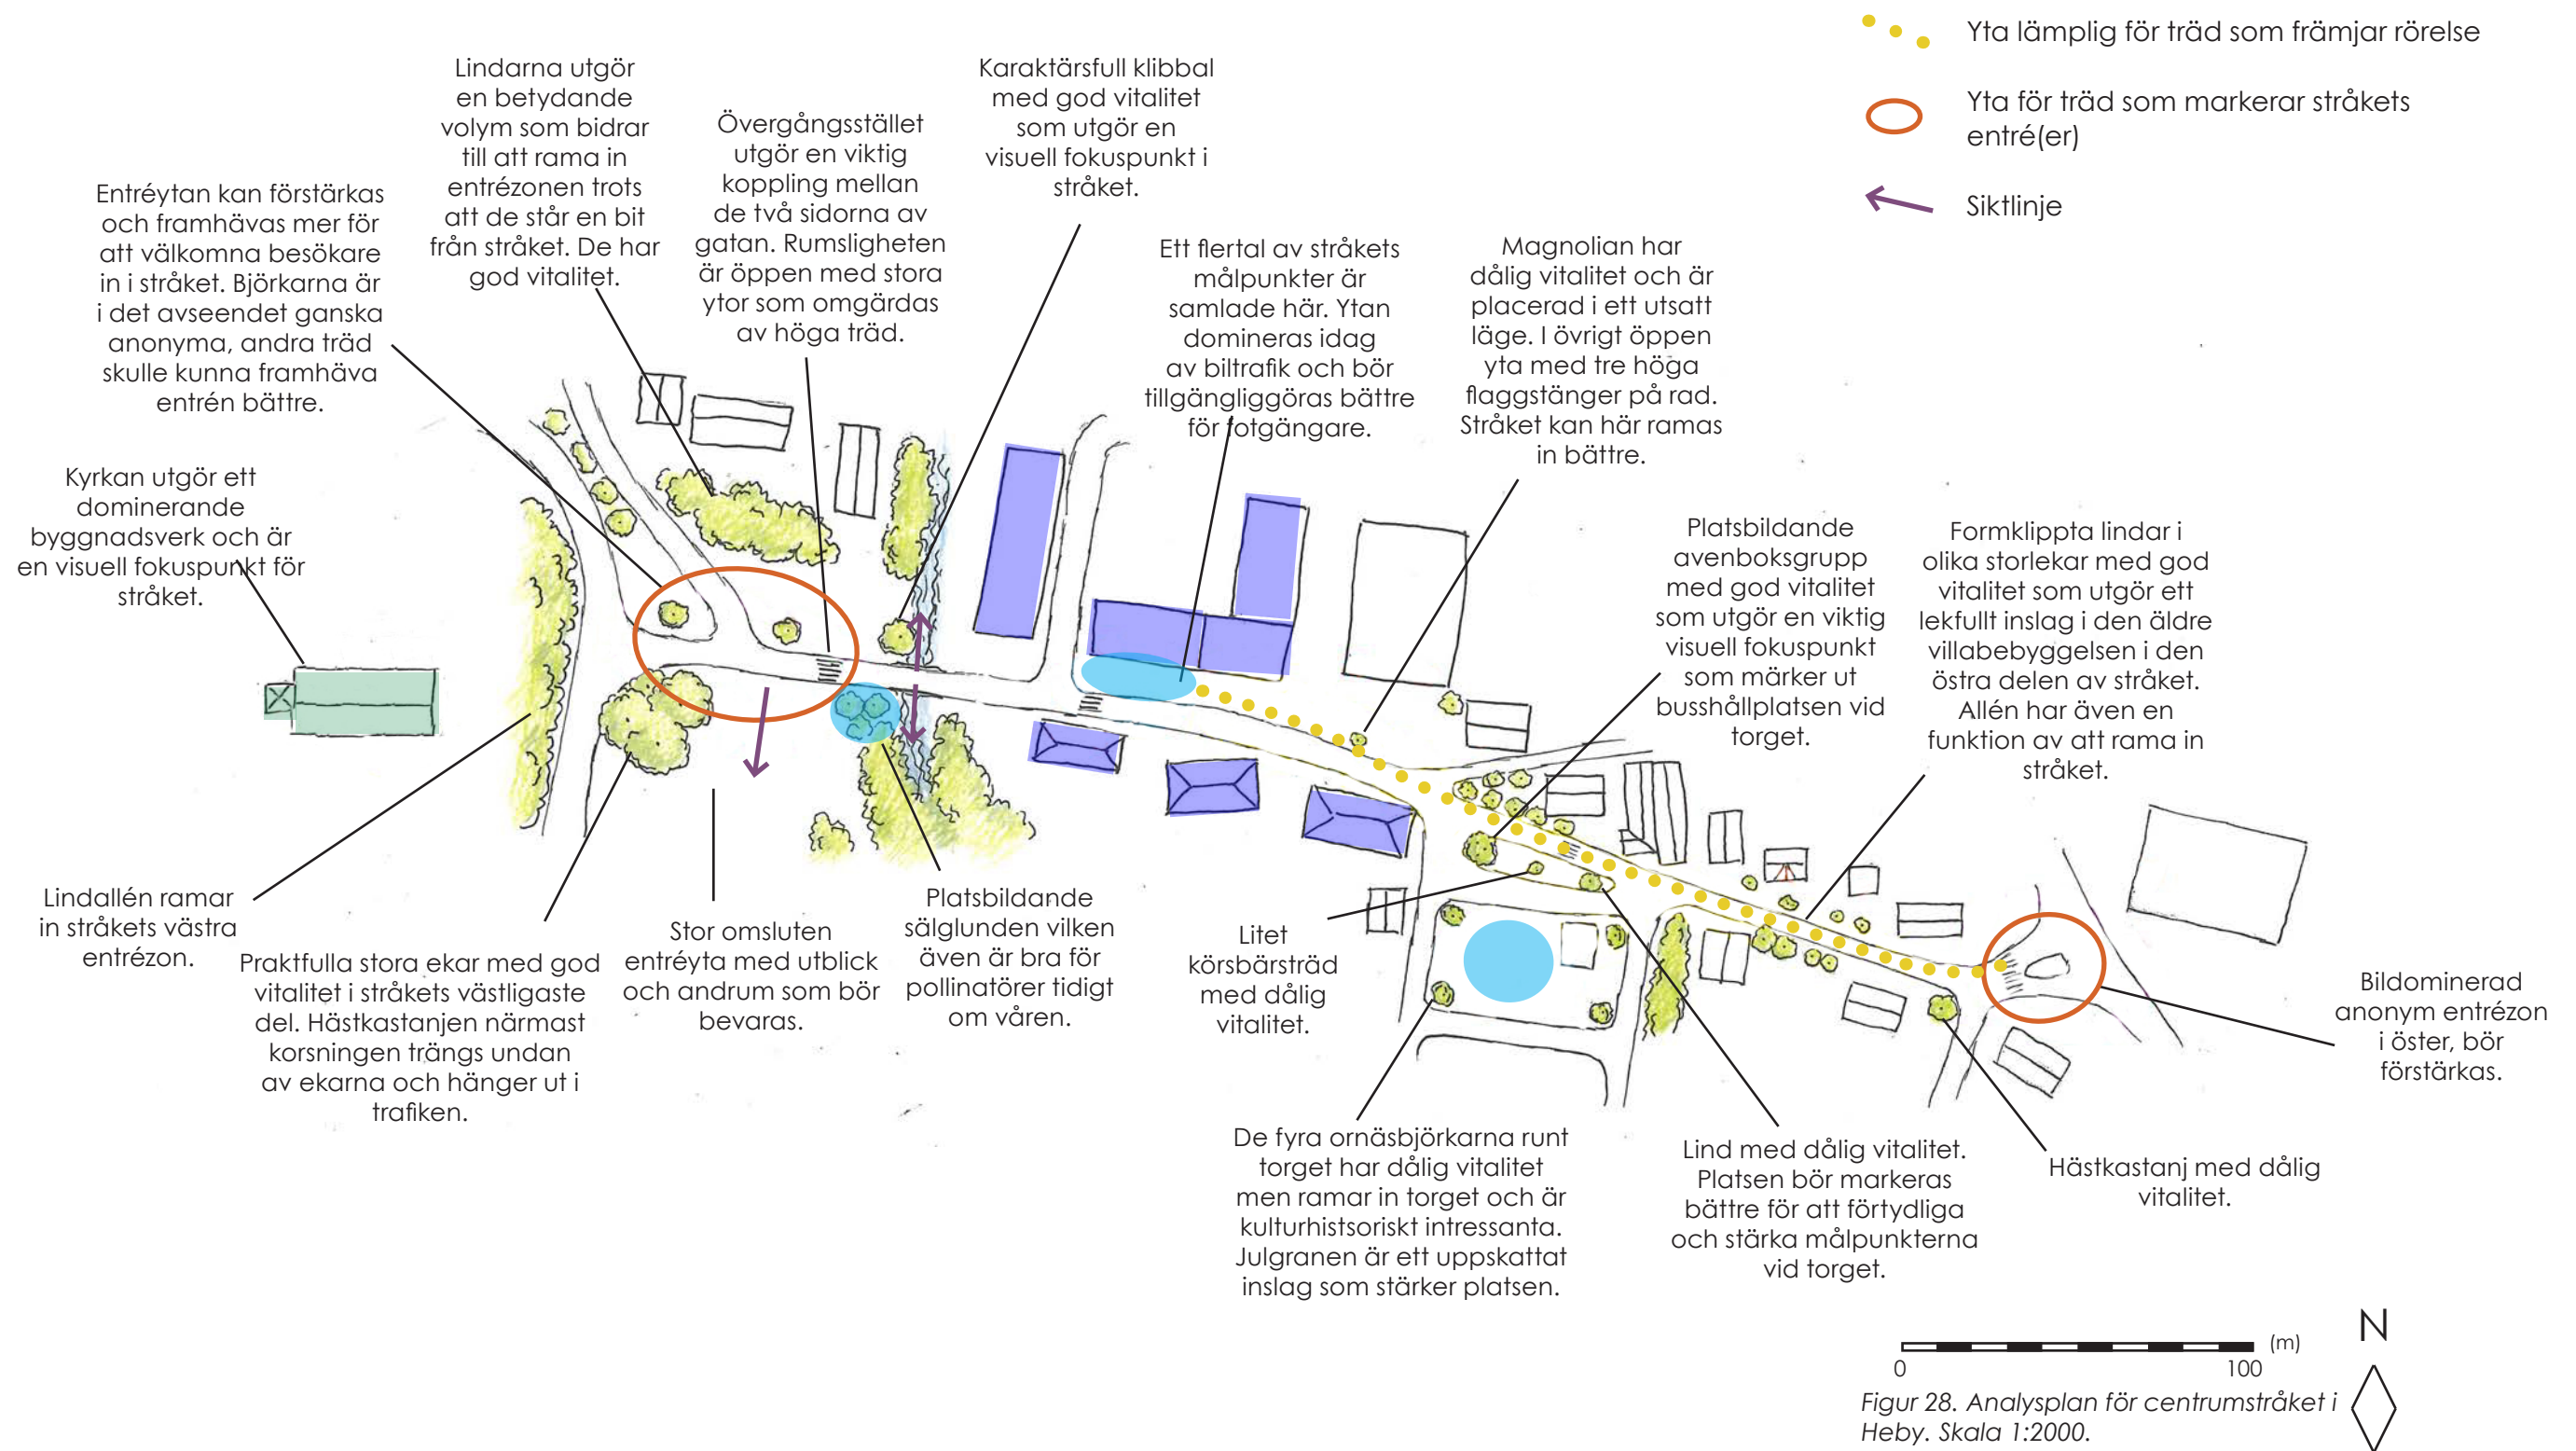 Yta lämplig för träd som främjar rörelse
Yta för träd som markerar stråkets
entré(er)
Siktlinje
Lindarna utgör
en betydande
volym som bidrar
till att rama in
entrézonen trots
att de står en bit
från stråket. De har
god vitalitet.
Karaktärsfull klibbal
med god vitalitet
som utgör en
visuell fokuspunkt i
stråket.
Övergångsstället
utgör en viktig
koppling mellan
de två sidorna av
gatan. Rumsligheten
är öppen med stora
ytor som omgärdas
av höga träd.
Entréytan kan förstärkas
och framhävas mer för
att välkomna besökare
in i stråket. Björkarna är
i det avseendet ganska
anonyma, andra träd
skulle kunna framhäva
entrén bättre.
Ett flertal av stråkets
målpunkter är
samlade här. Ytan
domineras idag
av biltrafik och bör
tillgängliggöras bättre
för fotgängare.
Magnolian har
dålig vitalitet och är
placerad i ett utsatt
läge. I övrigt öppen
yta med tre höga
flaggstänger på rad.
Stråket kan här ramas
in bättre.
Kyrkan utgör ett
dominerande
byggnadsverk och är
en visuell fokuspunkt för
stråket.
Platsbildande
avenboksgrupp
med god vitalitet
som utgör en viktig
visuell fokuspunkt
som märker ut
busshållplatsen vid
torget.
Formklippta lindar i
olika storlekar med god
vitalitet som utgör ett
lekfullt inslag i den äldre
villabebyggelsen i den
östra delen av stråket.
Allén har även en
funktion av att rama in
stråket.
Lindallén ramar
in stråkets västra
entrézon.
Praktfulla stora ekar med god
vitalitet i stråkets västligaste
del. Hästkastanjen närmast
korsningen trängs undan
av ekarna och hänger ut i
trafiken.
Stor omsluten
entréyta med utblick
och andrum som bör
bevaras.
Platsbildande
sälglunden vilken
även är bra för
pollinatörer tidigt
om våren.
Litet
körsbärsträd
med dålig
vitalitet.
Bildominerad
anonym entrézon
i öster, bör
förstärkas.
De fyra ornäsbjörkarna runt
torget har dålig vitalitet
men ramar in torget och är
kulturhistsoriskt intressanta.
Julgranen är ett uppskattat
inslag som stärker platsen.
Lind med dålig vitalitet.
Platsen bör markeras
bättre för att förtydliga
och stärka målpunkterna
vid torget.
Hästkastanj med dålig
vitalitet.
N
(m)
0 100
Figur 28. Analysplan för centrumstråket i
Heby. Skala 1:2000.